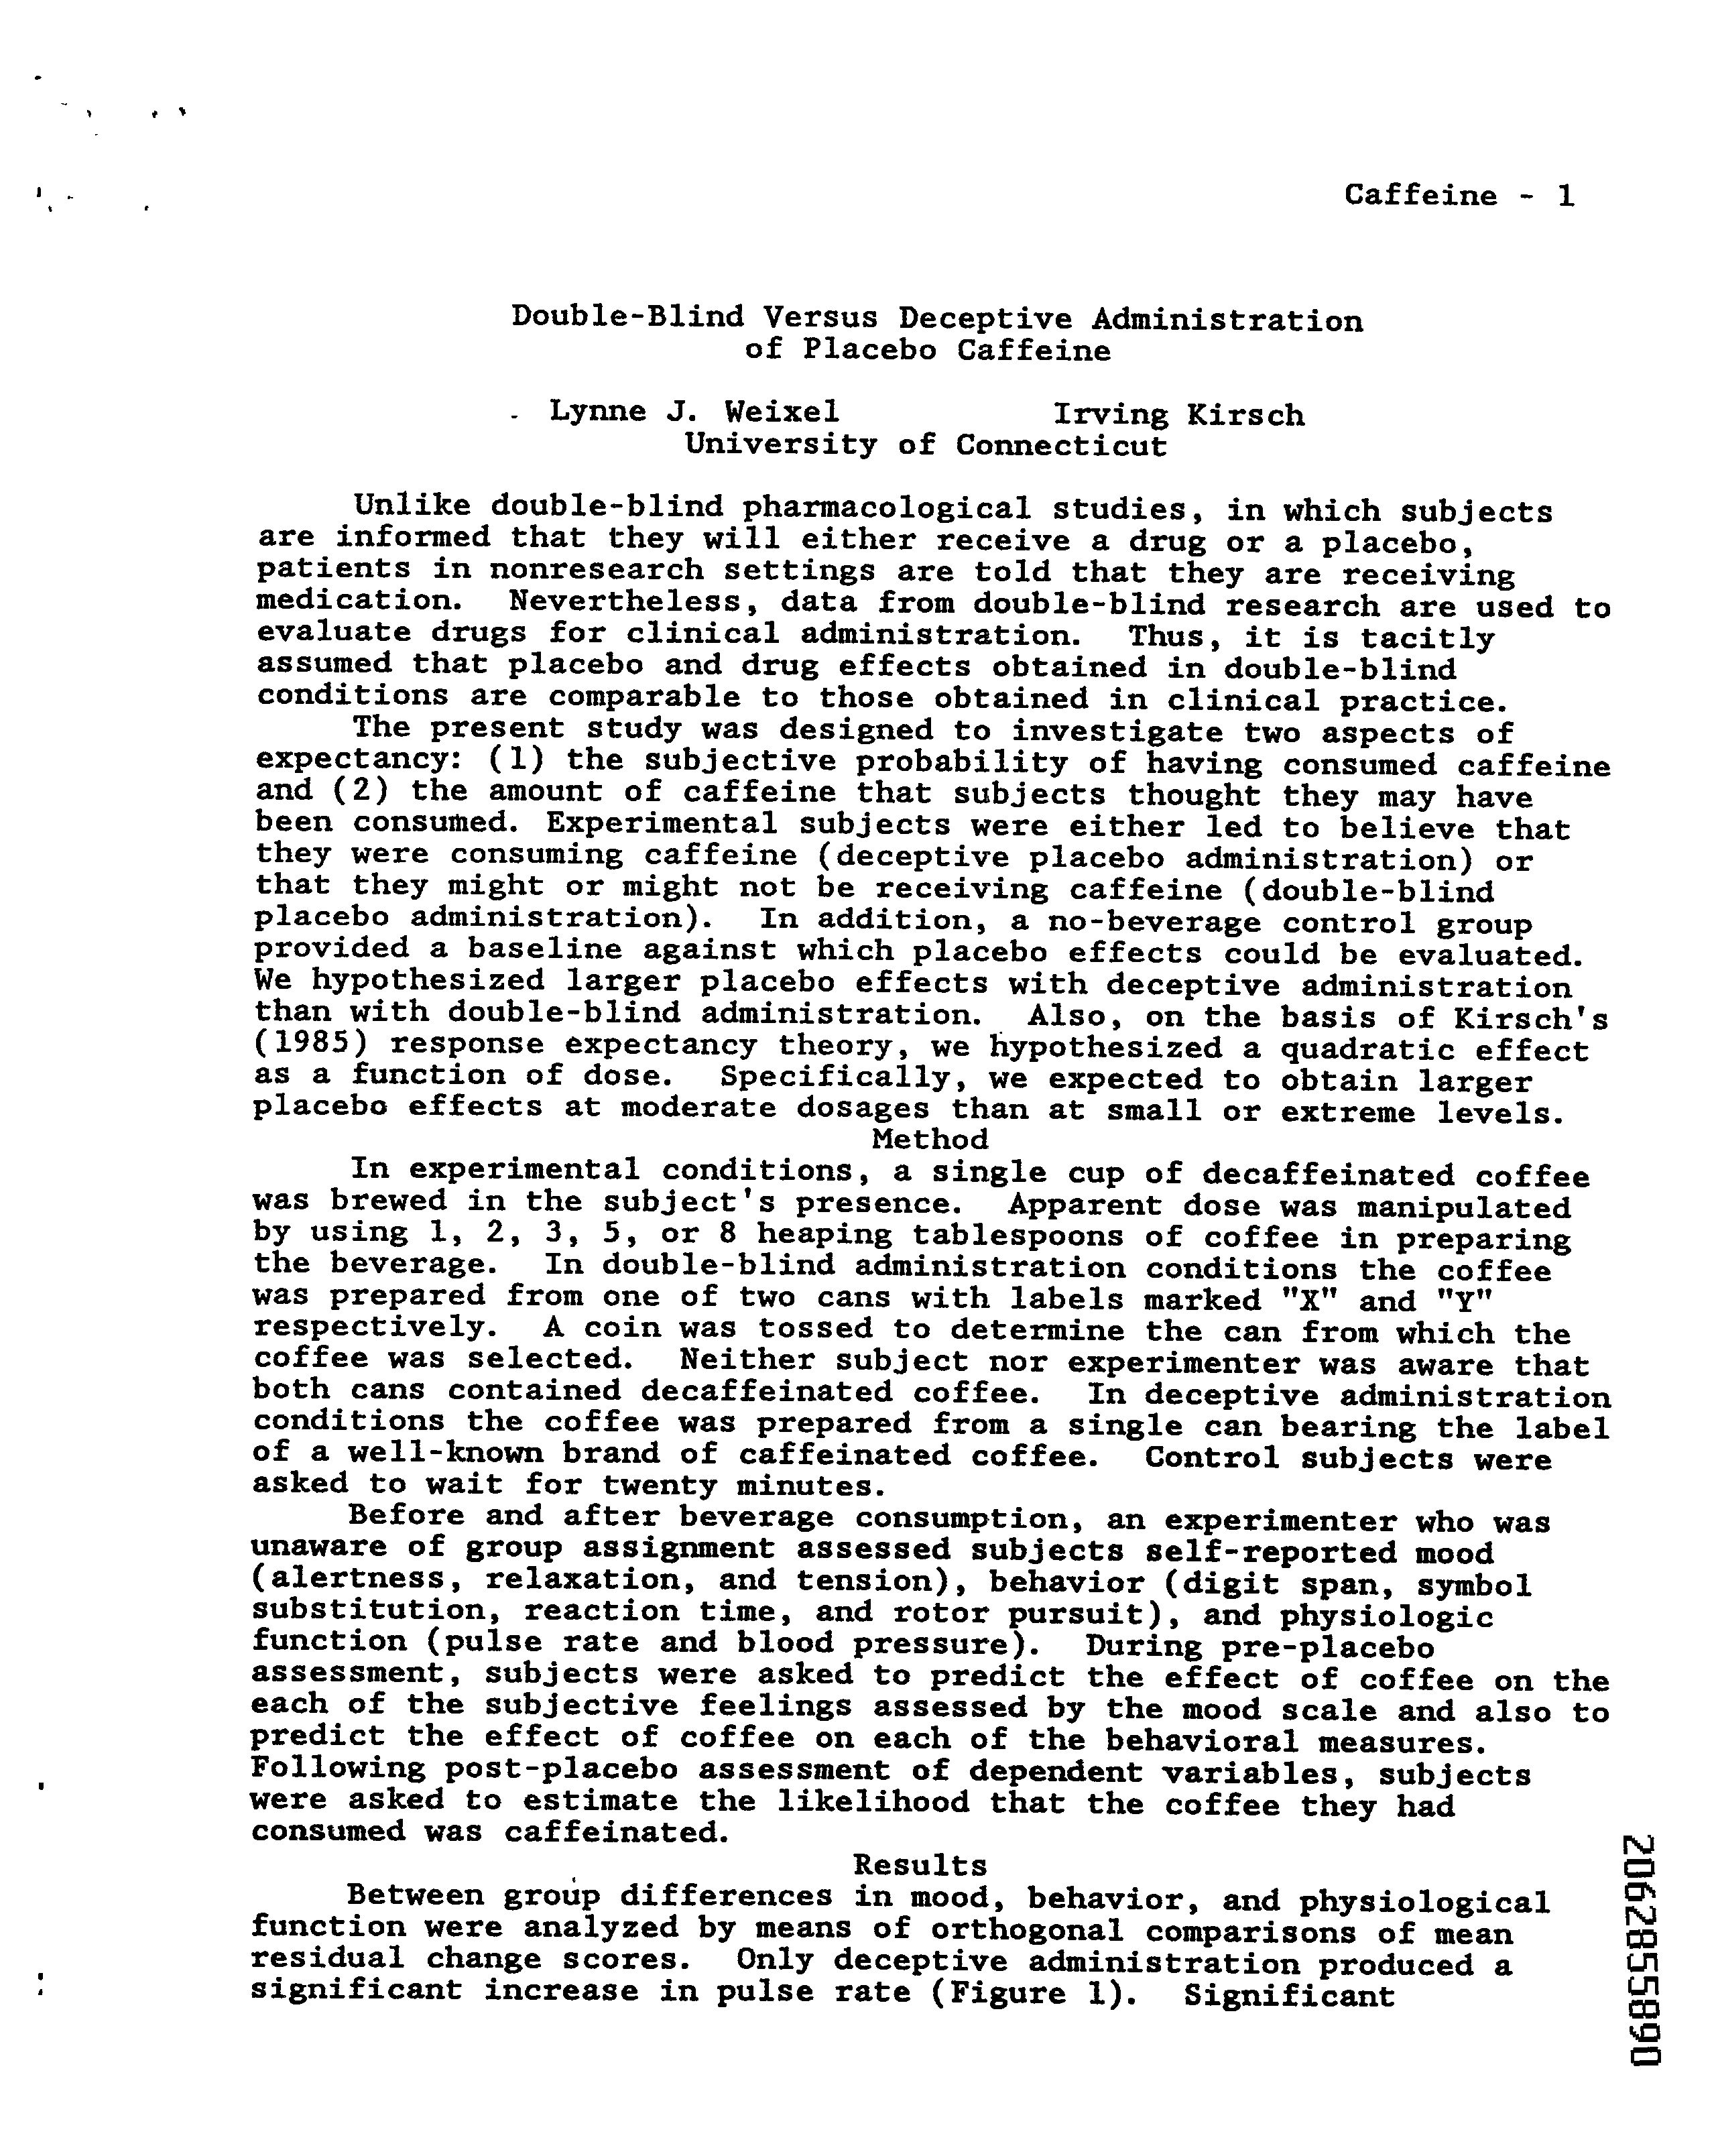 Caffeine - 1
Double-Blind Versus Deceptive Administration
of Placebo Caffeine
Lynne J. Weixel Irving Kirsch
University of Connecticut
Unlike double-blind pharmacological studies, in which subjects
are informed that they will either receive a drug or a placebo,
patients in nonresearch settings are told that they are receiving
medication. Nevertheless, data from double-blind research are used to
evaluate drugs for clinical administration. Thus, it is tacitly
assumed that placebo and drug effects obtained in double-blind
conditions are comparable to those obtained in clinical practice.
The present study was designed to investigate two aspects of
expectancy: (1) the subjective probability of having consumed caffeine
and (2) the amount of caffeine that subjects thought they may have
been consumed. Experimental subjects were either led to believe that
they were consuming caffeine (deceptive placebo administration) or
that they might or might not be receiving caffeine (double-blind
placebo administration). In addition, a no-beverage control group
provided a baseline against which placebo effects could be evaluated.
We hypothesized larger placebo effects with deceptive administration
than with double-blind administration. Also, on the basis of Kirsch's
(1985) response expectancy theory, we hypothesized a quadratic effect
as a function of dose. Specifically, we expected to obtain larger
placebo effects at moderate dosages than at small or extreme levels.
Method
In experimental conditions, a single cup of decaffeinated coffee
was brewed in the subject's presence. Apparent dose was manipulated
by using 1, 2, 3, 5, or 8 heaping tablespoons of coffee in preparing
the beverage. In double-blind administration conditions the coffee
was prepared from one of two cans with labels marked "X" and "Y"
respectively. A coin was tossed to determine the can from which the
coffee was selected. Neither subject nor experimenter was aware that
both cans contained decaffeinated coffee. In deceptive administration
conditions the coffee was prepared from a single can bearing the label
of a well-known brand of caffeinated coffee. Control subjects were
asked to wait for twenty minutes.
Before and after beverage consumption, an experimenter who was
unaware of group assignment assessed subjects self-reported mood
(alertness, relaxation, and tension), behavior (digit span, symbol
substitution, reaction time, and rotor pursuit), and physiologic
function (pulse rate and blood pressure). During pre-placebo
assessment, subjects were asked to predict the effect of coffee on the
each of the subjective feelings assessed by the mood scale and also to
predict the effect of coffee on each of the behavioral measures.
Following post-placebo assessment of dependent variables, subjects
were asked to estimate the likelihood that the coffee they had
consumed was caffeinated.
Results
Between group differences in mood, behavior, and physiological
function were analyzed by means of orthogonal comparisons of mean
residual change scores. Only deceptive administration produced a
significant increase in pulse rate (Figure 1). Significant
2062855890